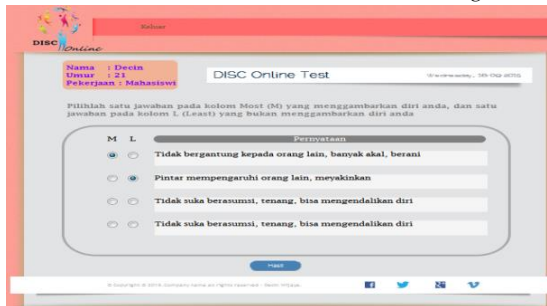 Keluar
DISC Online
Nama : Decin
Umur : 21
Pekerjaan : Mahasiswi
DISC Online Test
Pilihlah satu jawaban pada kolom Most (M) yang menggambarkan diri anda, dan satu
jawaban pada kolom L (Least) yang bukan menggambarkan diri anda
M L Pernyataan
Tidak bergantung kepada orang lain, banyak akal, berani
Pintar mempengaruhi orang lain, meyakinkan
Tidak suka berasumsi, tenang, bisa mengendalikan diri
Tidak suka berasumsi, tenang, bisa mengendalikan diri